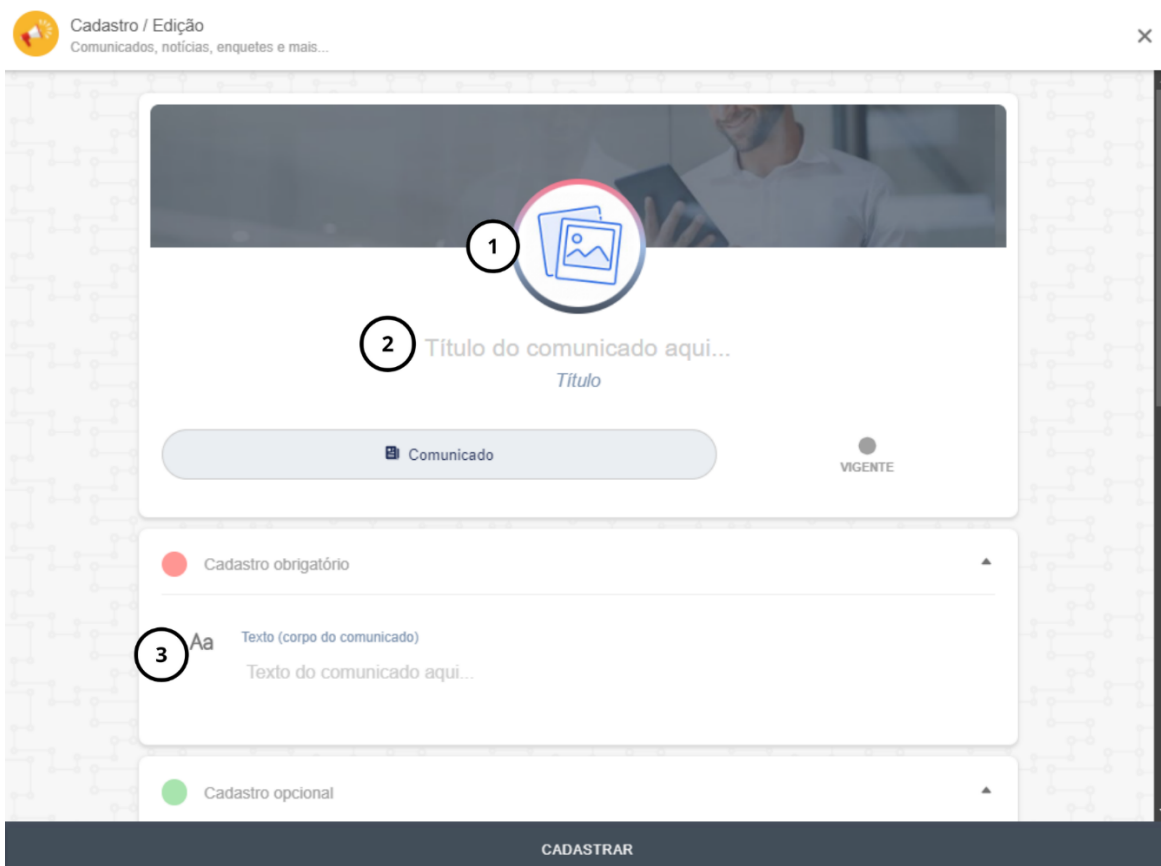 Cadastro / Edição
Comunicados, notícias, enquetes e mais...
1
2
Título do comunicado aqui...
Título
Comunicado
VIGENTE
Cadastro obrigatório
3
Aa
Texto (corpo do comunicado)
Texto do comunicado aqui...
Cadastro opcional
CADASTRAR